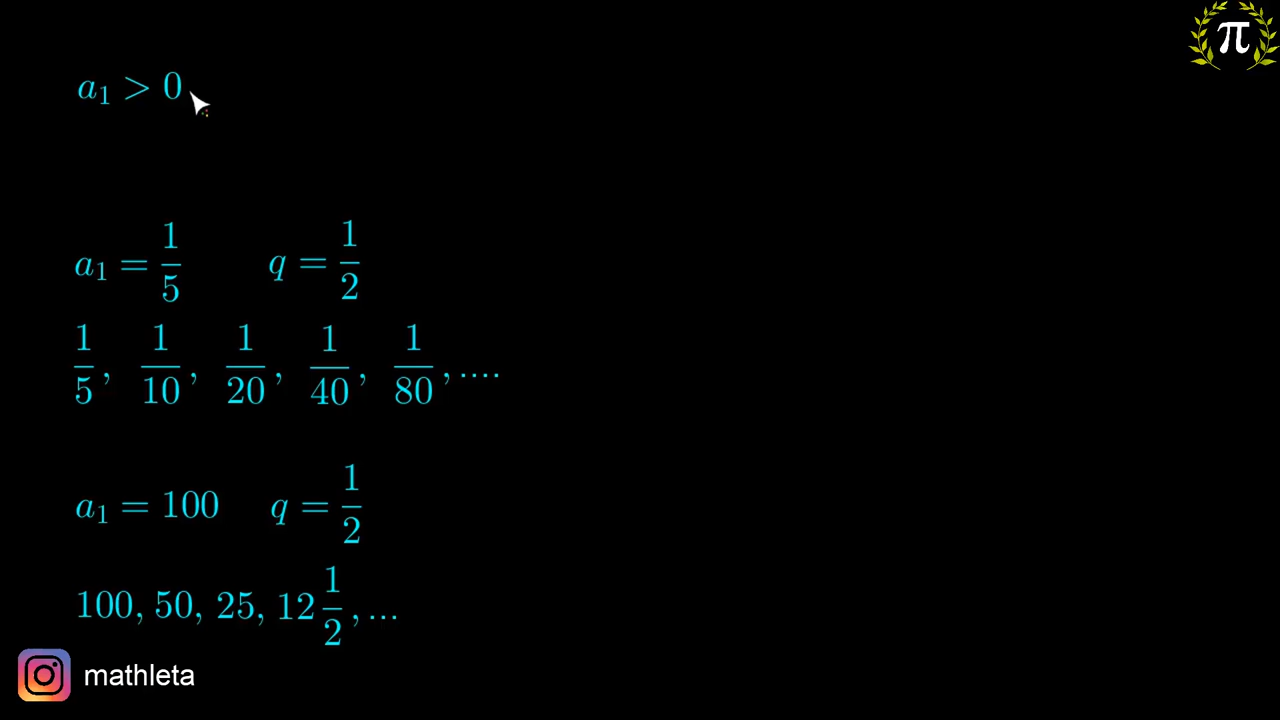 π
a₁ > 0
a₁ = 1/5 q = 1/2
1/5, 1/10, 1/20, 1/40, 1/80, ....
a₁ = 100 q = 1/2
100, 50, 25, 12 1/2, ...
mathleta